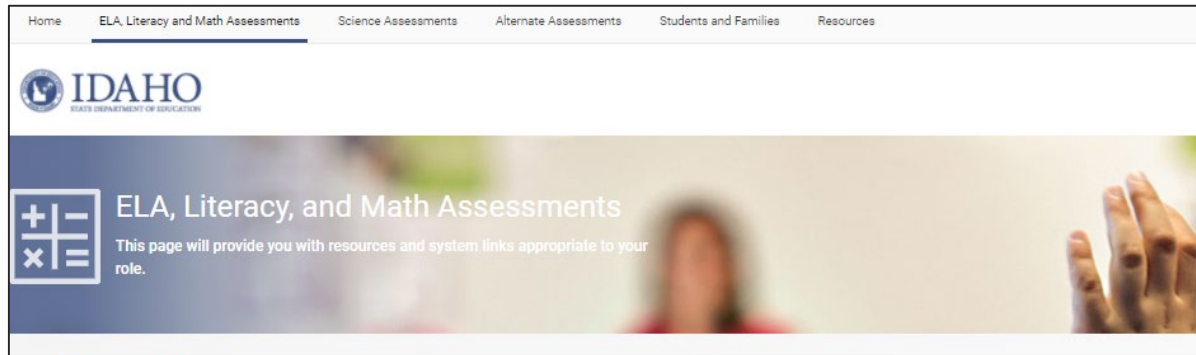 Home ELA, Literacy and Math Assessments Science Assessments Alternate Assessments Students and Families Resources
IDAHO
STATE DEPARTMENT OF EDUCATION
ELA, Literacy, and Math Assessments
This page will provide you with resources and system links appropriate to your
role.